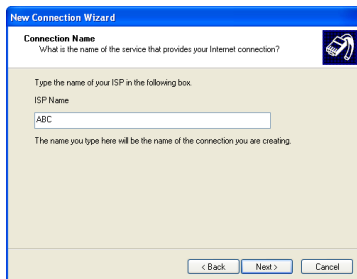 New Connection Wizard
Connection Name
What is the name of the service that provides your Internet connection?
Type the name of your ISP in the following box.
ISP Name
ABC
The name you type here will be the name of the connection you are creating.
< Back Next > Cancel